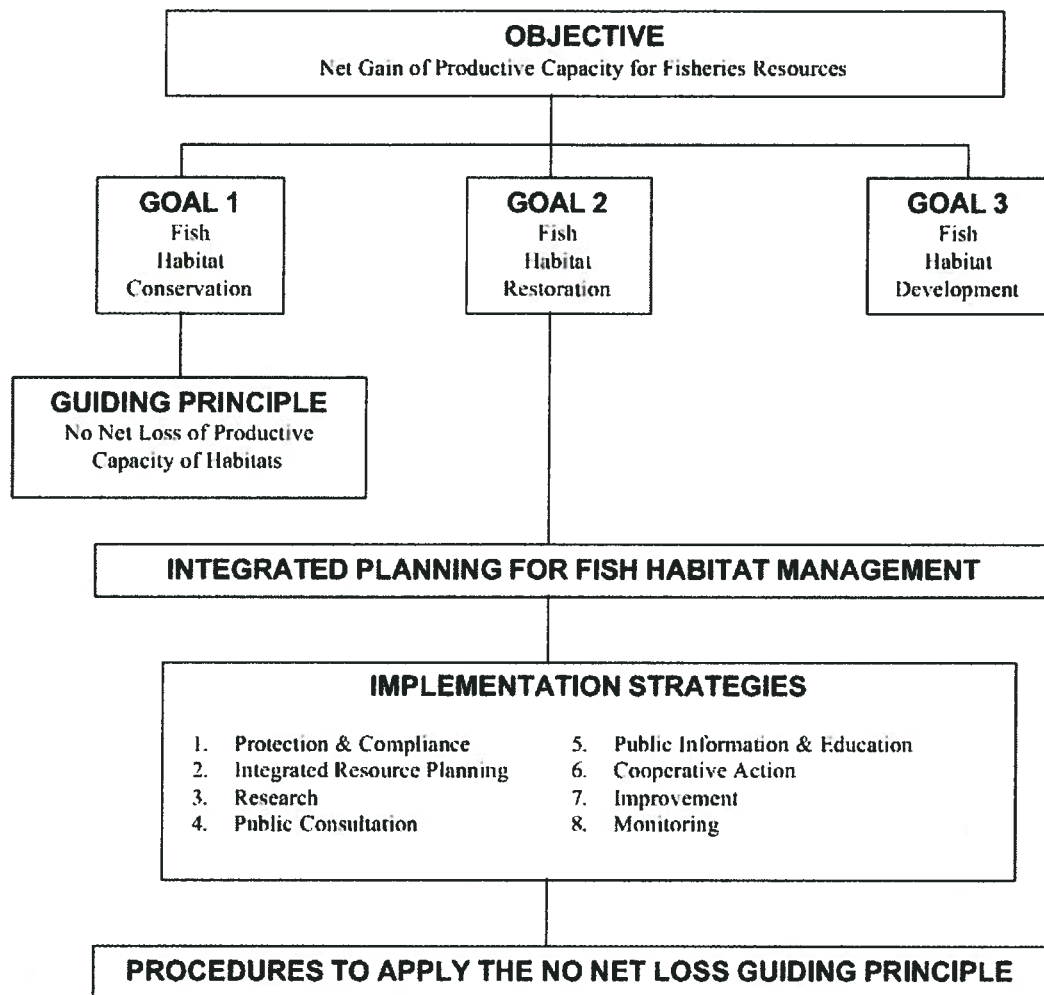 OBJECTIVE
Net Gain of Productive Capacity for Fisheries Resources
GOAL 1
Fish
Habitat
Conservation
GOAL 2
Fish
Habitat
Restoration
GOAL 3
Fish
Habitat
Development
GUIDING PRINCIPLE
No Net Loss of Productive
Capacity of Habitats
INTEGRATED PLANNING FOR FISH HABITAT MANAGEMENT
IMPLEMENTATION STRATEGIES
1. Protection & Compliance
2. Integrated Resource Planning
3. Research
4. Public Consultation
5. Public Information & Education
6. Cooperative Action
7. Improvement
8. Monitoring
PROCEDURES TO APPLY THE NO NET LOSS GUIDING PRINCIPLE